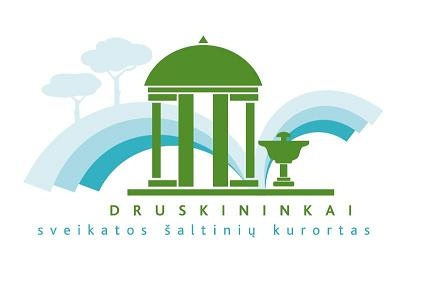 DRUSKININKAI
sveikatos šaltinių kurortas